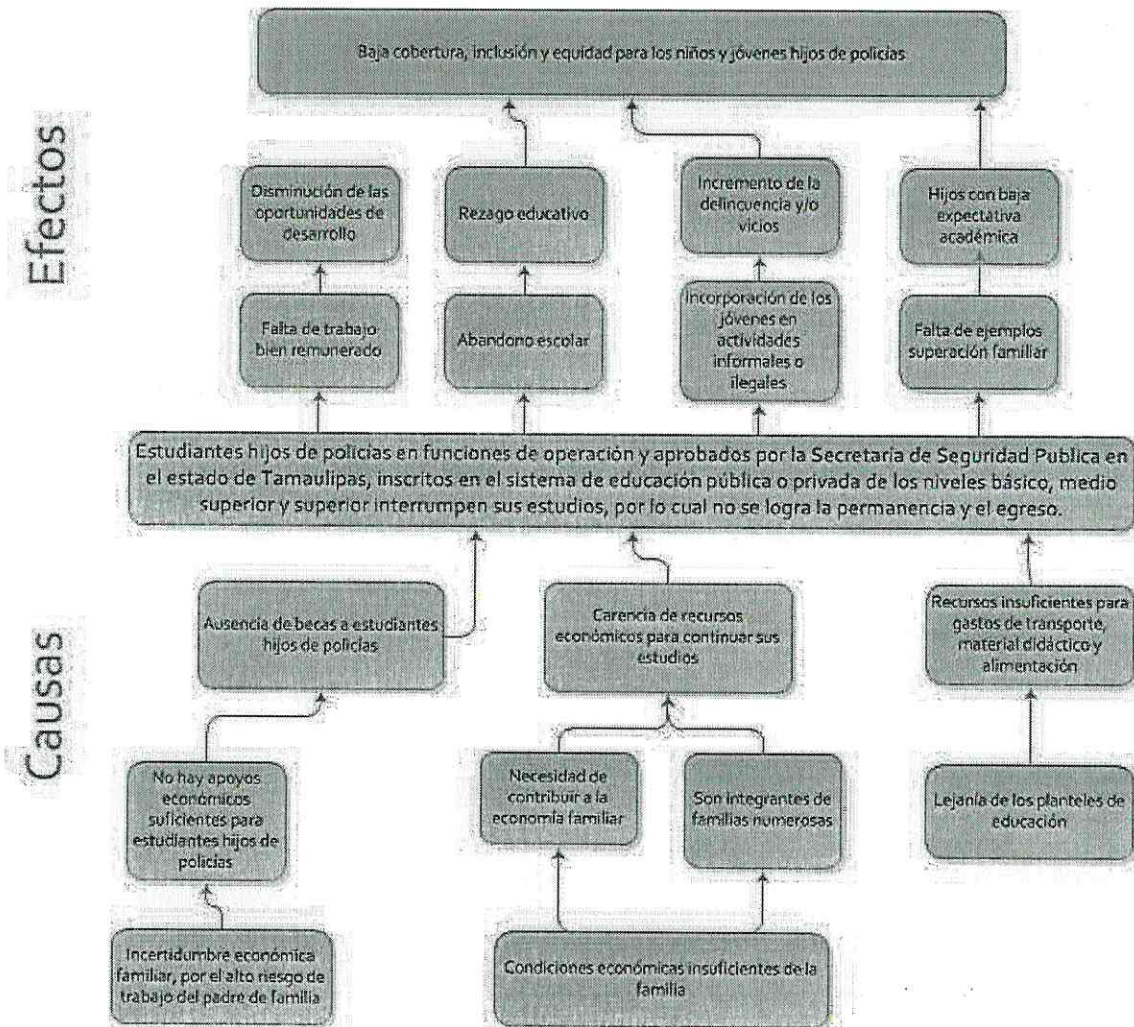 Efectos
Baja cobertura, inclusión y equidad para los niños y jóvenes hijos de policías
Disminución de las
oportunidades de
desarrollo
Rezago educativo
Incremento de la
delincuencia y/o
vicios
Hijos con baja
expectativa
académica
Falta de trabajo
bien remunerado
Abandono escolar
Incorporación de los
jóvenes en
actividades
informales o
ilegales
Falta de ejemplos
superación familiar
Estudiantes hijos de policías en funciones de operación y aprobados por la Secretaría de Seguridad Publica en
el estado de Tamaulipas, inscritos en el sistema de educación pública o privada de los niveles básico, medio
superior y superior interrumpen sus estudios, por lo cual no se logra la permanencia y el egreso.
Causas
Ausencia de becas a estudiantes
hijos de policías
Carencia de recursos
económicos para continuar sus
estudios
Recursos insuficientes para
gastos de transporte,
material didáctico y
alimentación
No hay apoyos
económicos
suficientes para
estudiantes hijos de
policías
Necesidad de
contribuir a la
economía familiar
Son integrantes de
familias numerosas
Lejanía de los planteles de
educación
Incertidumbre económica
familiar, por el alto riesgo de
trabajo del padre de familia
Condiciones económicas insuficientes de la
familia